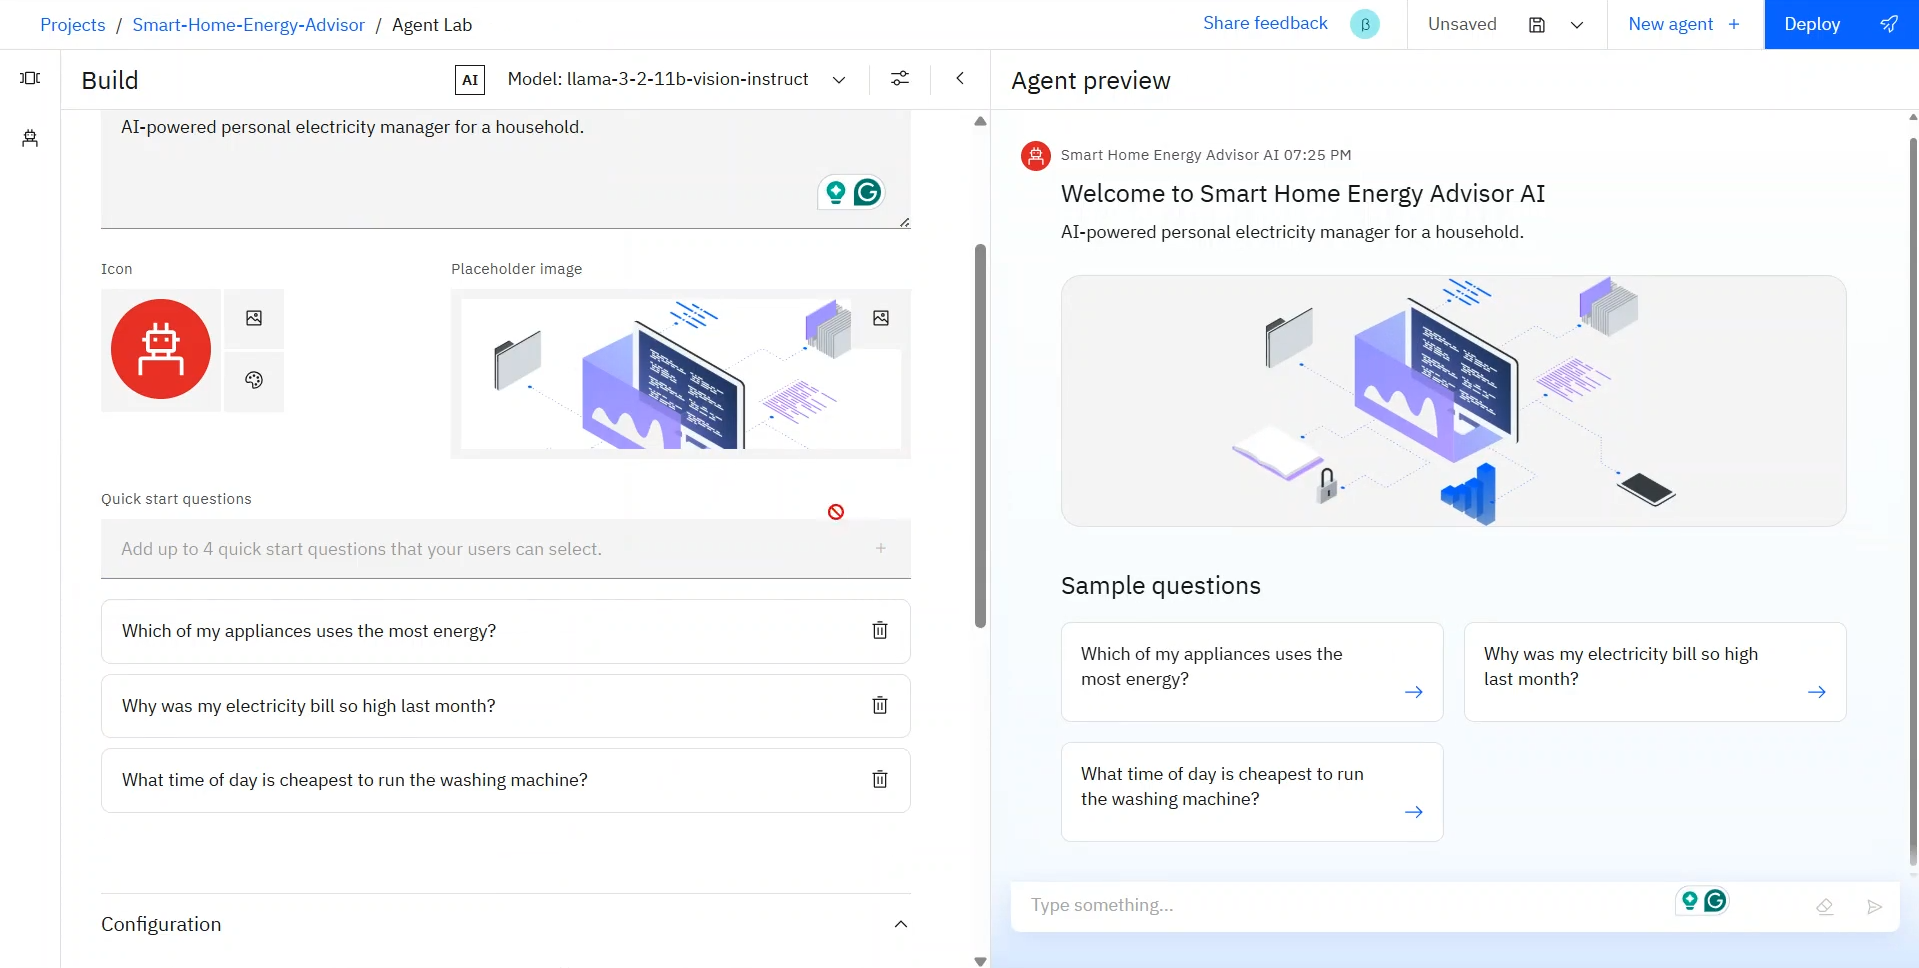 Projects / Smart-Home-Energy-Advisor / Agent Lab
Share feedback β
Unsaved
New agent +
Deploy
Build
AI Model: llama-3-2-11b-vision-instruct
Agent preview
AI-powered personal electricity manager for a household.
Icon
Placeholder image
Quick start questions
Add up to 4 quick start questions that your users can select.
Which of my appliances uses the most energy?
Why was my electricity bill so high last month?
What time of day is cheapest to run the washing machine?
Configuration
Smart Home Energy Advisor AI 07:25 PM
Welcome to Smart Home Energy Advisor AI
AI-powered personal electricity manager for a household.
Sample questions
Which of my appliances uses the
most energy?
Why was my electricity bill so high
last month?
What time of day is cheapest to run
the washing machine?
Type something...